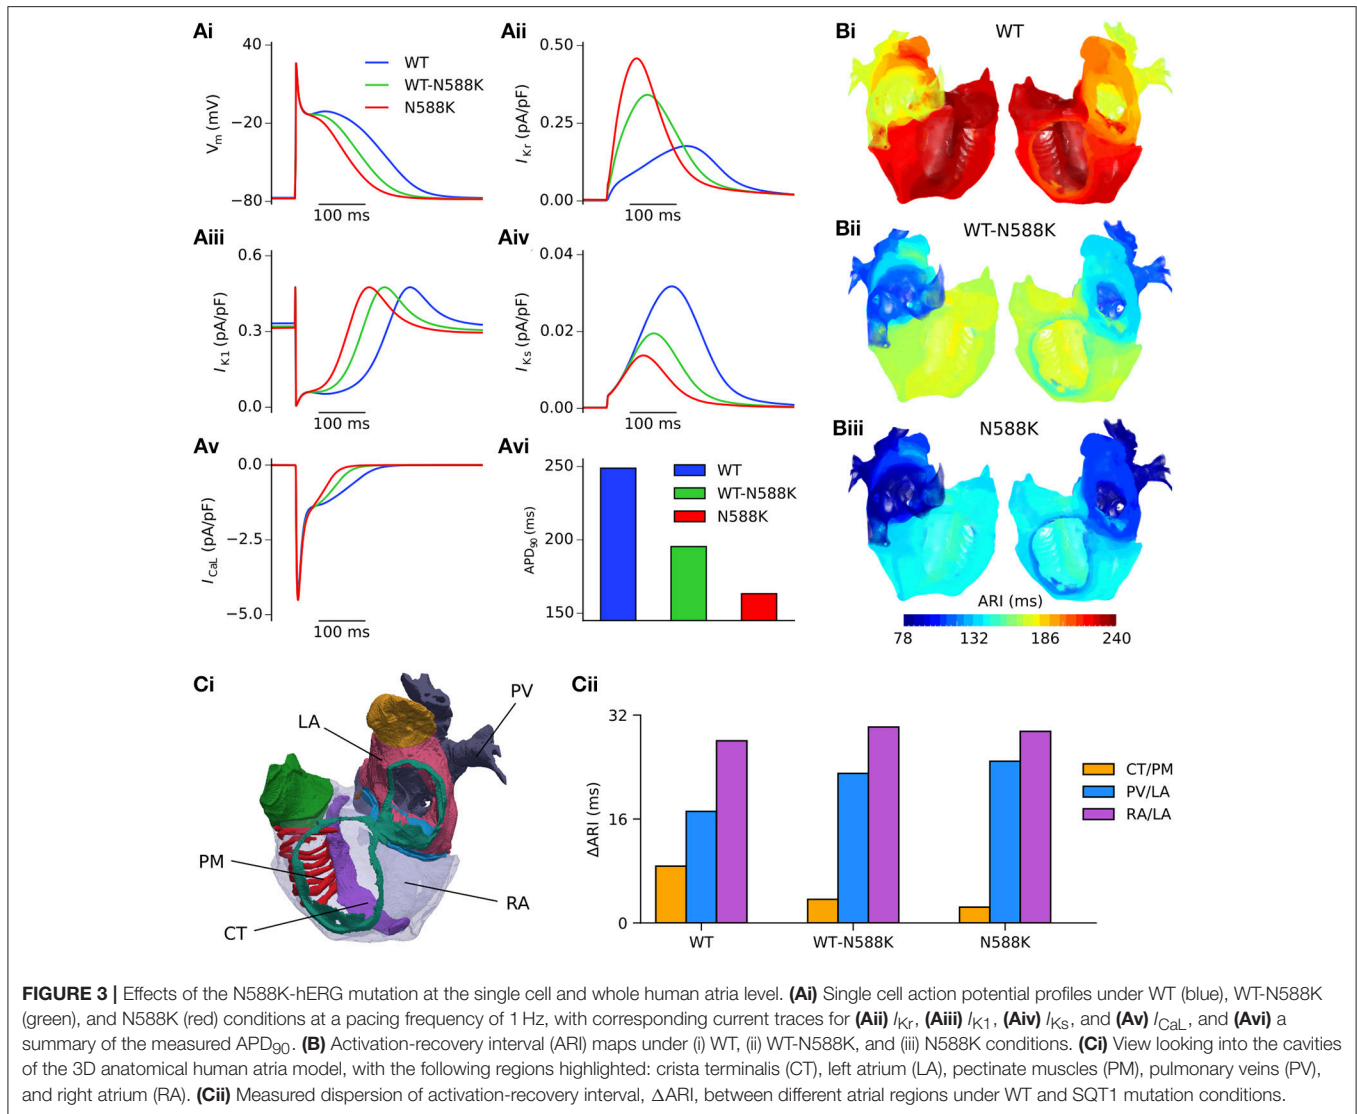 Ai
40
−20
−80
Vm (mV)
WT
WT-N588K
N588K
100 ms
Aii
0.50
0.25
0.00
IKr (pA/pF)
100 ms
Aiii
0.6
0.3
0.0
IK1 (pA/pF)
100 ms
Aiv
0.04
0.02
0.00
IKs (pA/pF)
100 ms
Av
0.0
−2.5
−5.0
ICaL (pA/pF)
100 ms
Avi
250
200
150
APD90 (ms)
WT
WT-N588K
N588K
Bi
WT
Bii
WT-N588K
Biii
N588K
ARI (ms)
78 132 186 240
Ci
PV
LA
PM
RA
CT
Cii
32
16
0
ΔARI (ms)
WT WT-N588K N588K
CT/PM
PV/LA
RA/LA
FIGURE 3 | Effects of the N588K-hERG mutation at the single cell and whole human atria level. (Ai) Single cell action potential profiles under WT (blue), WT-N588K
(green), and N588K (red) conditions at a pacing frequency of 1 Hz, with corresponding current traces for (Aii) IKr, (Aiii) IK1, (Aiv) IKs, and (Av) ICaL, and (Avi) a
summary of the measured APD90. (B) Activation-recovery interval (ARI) maps under (i) WT, (ii) WT-N588K, and (iii) N588K conditions. (Ci) View looking into the cavities
of the 3D anatomical human atria model, with the following regions highlighted: crista terminalis (CT), left atrium (LA), pectinate muscles (PM), pulmonary veins (PV),
and right atrium (RA). (Cii) Measured dispersion of activation-recovery interval, ΔARI, between different atrial regions under WT and SQT1 mutation conditions.